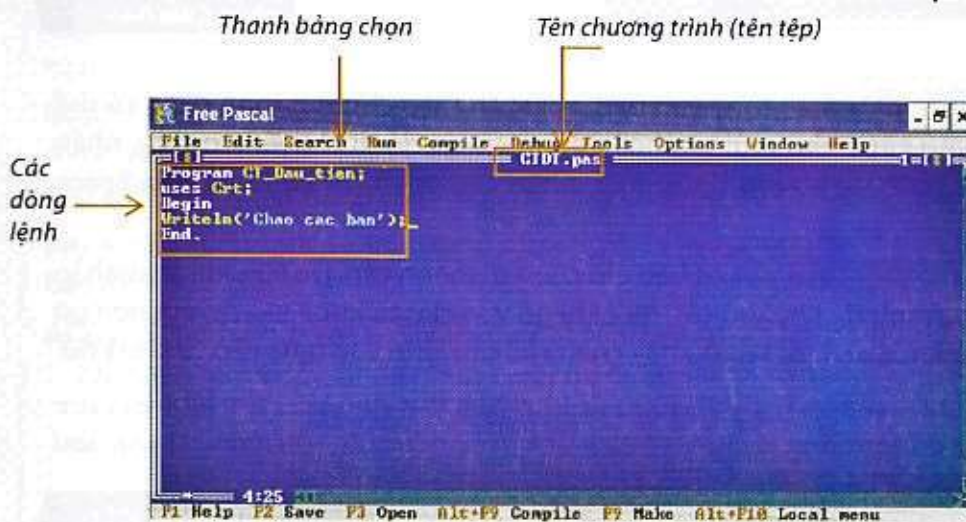 Thanh bảng chọn
Tên chương trình (tên tệp)
Free Pascal
File Edit Search Run Compile Debug Tools Options Window Help
CTDT.pas
1
Các
dòng
lệnh
Program CT_Dau_tien;
uses Crt;
Begin
Writeln('Chao cac ban');
End.
4:25
F1 Help F2 Save F3 Open Alt+F9 Compile F9 Make Alt+F10 Local menu